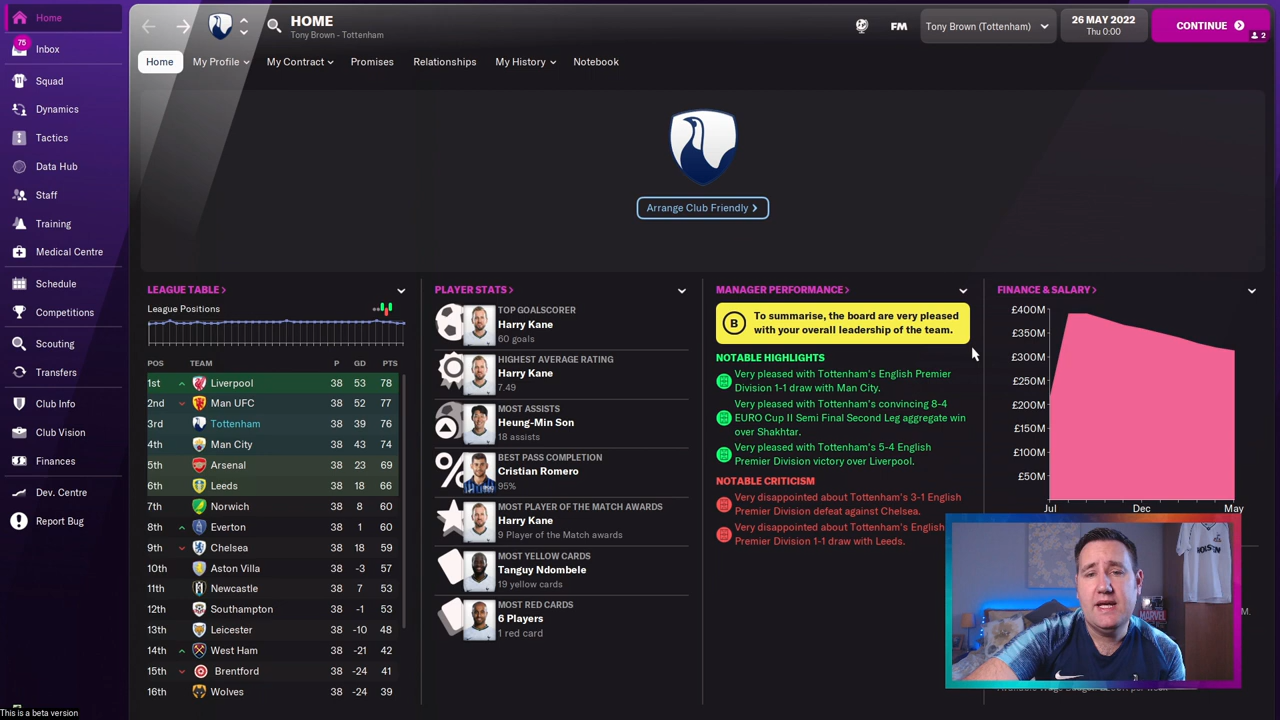 Home
75
Inbox
Squad
Dynamics
Tactics
Data Hub
Staff
Training
Medical Centre
Schedule
Competitions
Scouting
Transfers
Club Info
Club Vision
Finances
Dev. Centre
Report Bug
This is a beta version
HOME
Tony Brown - Tottenham
FM
Tony Brown (Tottenham)
26 MAY 2022
Thu 0:00
CONTINUE
2
Home
My Profile
My Contract
Promises
Relationships
My History
Notebook
Arrange Club Friendly
LEAGUE TABLE
League Positions
POS TEAM P GD PTS
1st Liverpool 38 53 78
2nd Man UFC 38 52 77
3rd Tottenham 38 39 76
4th Man City 38 43 74
5th Arsenal 38 23 69
6th Leeds 38 18 66
7th Norwich 38 8 60
8th Everton 38 1 60
9th Chelsea 38 18 59
10th Aston Villa 38 -3 57
11th Newcastle 38 7 53
12th Southampton 38 -1 53
13th Leicester 38 -10 48
14th West Ham 38 -21 42
15th Brentford 38 -24 41
16th Wolves 38 -24 39
PLAYER STATS
TOP GOALSCORER
Harry Kane
60 goals
HIGHEST AVERAGE RATING
Harry Kane
7.49
MOST ASSISTS
Heung-Min Son
18 assists
BEST PASS COMPLETION
Cristian Romero
95%
MOST PLAYER OF THE MATCH AWARDS
Harry Kane
9 Player of the Match awards
MOST YELLOW CARDS
Tanguy Ndombele
19 yellow cards
MOST RED CARDS
6 Players
1 red card
MANAGER PERFORMANCE
B
To summarise, the board are very pleased
with your overall leadership of the team.
NOTABLE HIGHLIGHTS
Very pleased with Tottenham's English Premier
Division 1-1 draw with Man City.
Very pleased with Tottenham's convincing 8-4
EURO Cup II Semi Final Second Leg aggregate win
over Shakhtar.
Very pleased with Tottenham's 5-4 English
Premier Division victory over Liverpool.
NOTABLE CRITICISM
Very disappointed about Tottenham's 3-1 English
Premier Division defeat against Chelsea.
Very disappointed about Tottenham's English
Premier Division 1-1 draw with Leeds.
FINANCE & SALARY
£400M
£350M
£300M
£250M
£200M
£150M
£100M
£50M
Jul Dec May
HOLSTEN
MARVEL